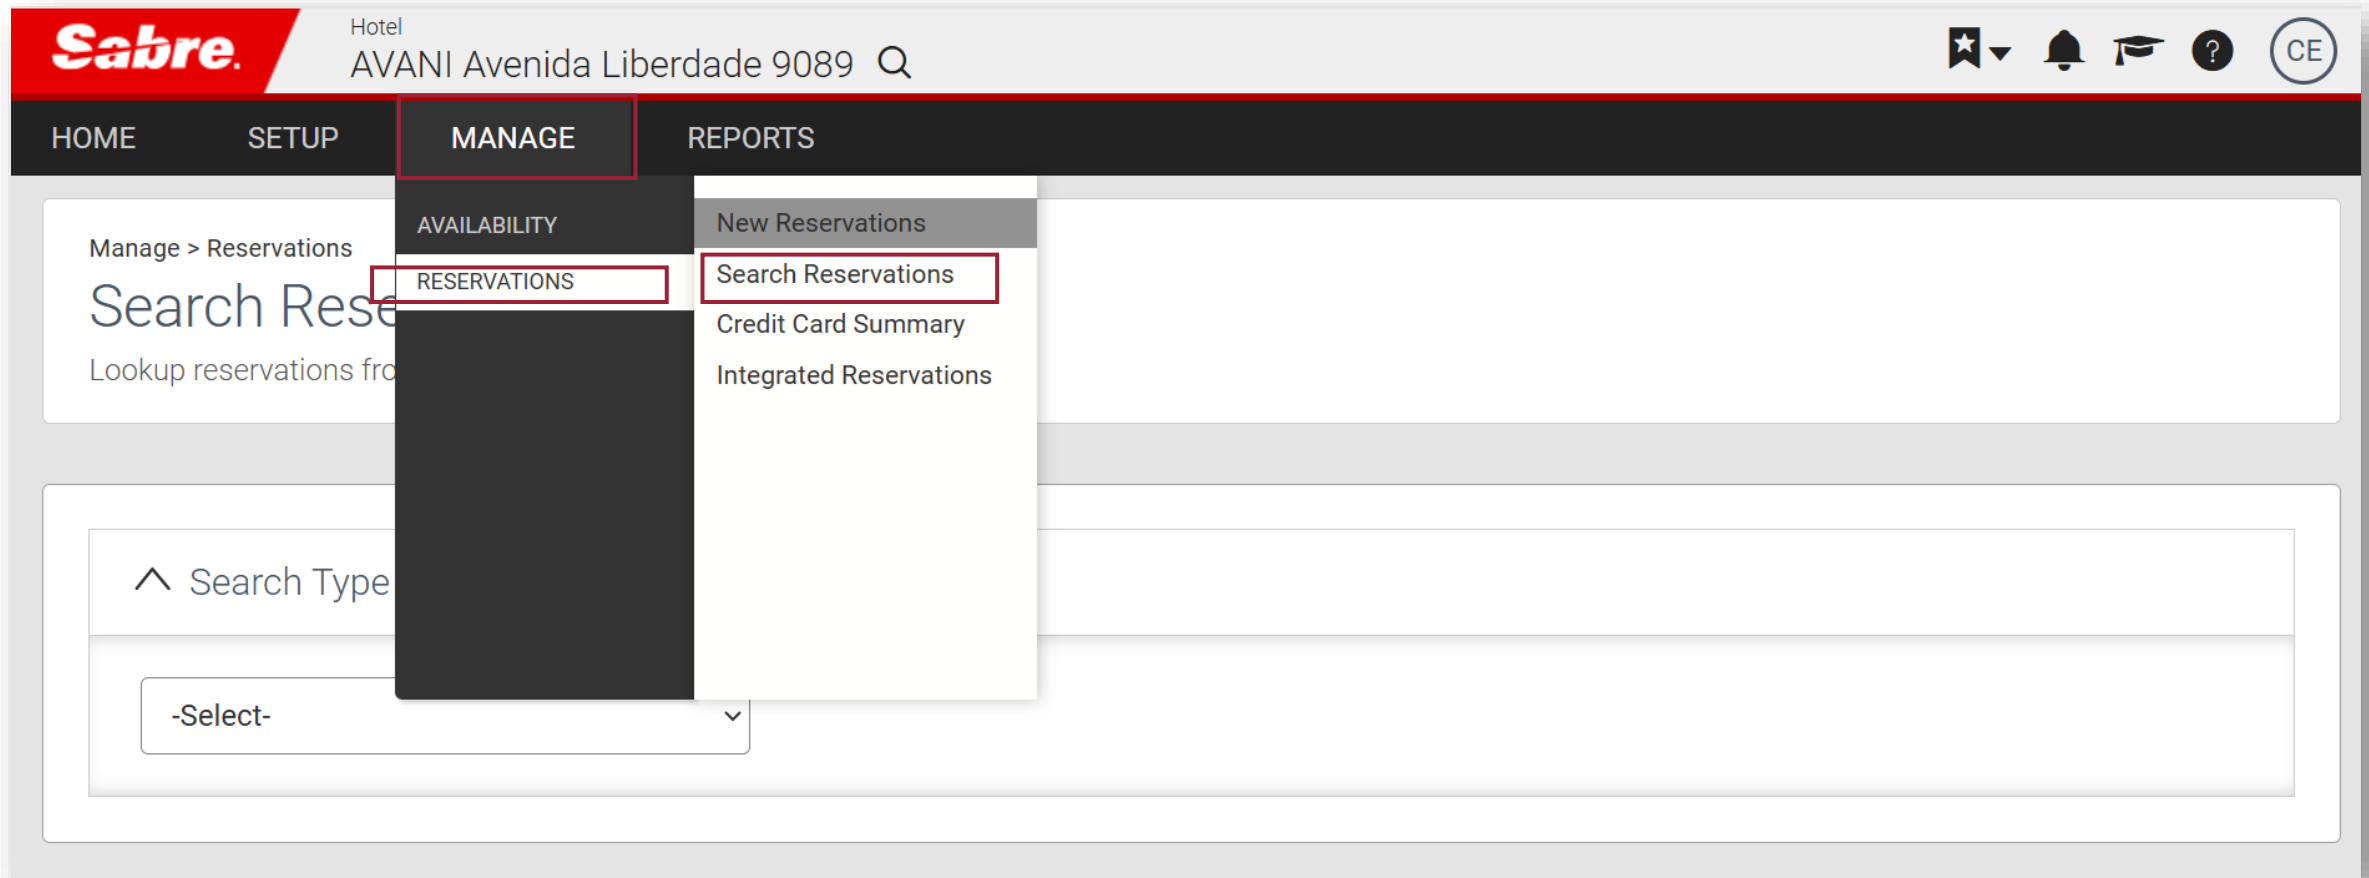 Sabre.
Hotel
AVANI Avenida Liberdade 9089
CE
HOME SETUP MANAGE REPORTS
AVAILABILITY
RESERVATIONS
New Reservations
Search Reservations
Credit Card Summary
Integrated Reservations
Manage > Reservations
Search Rese
Lookup reservations fro
Search Type
-Select-